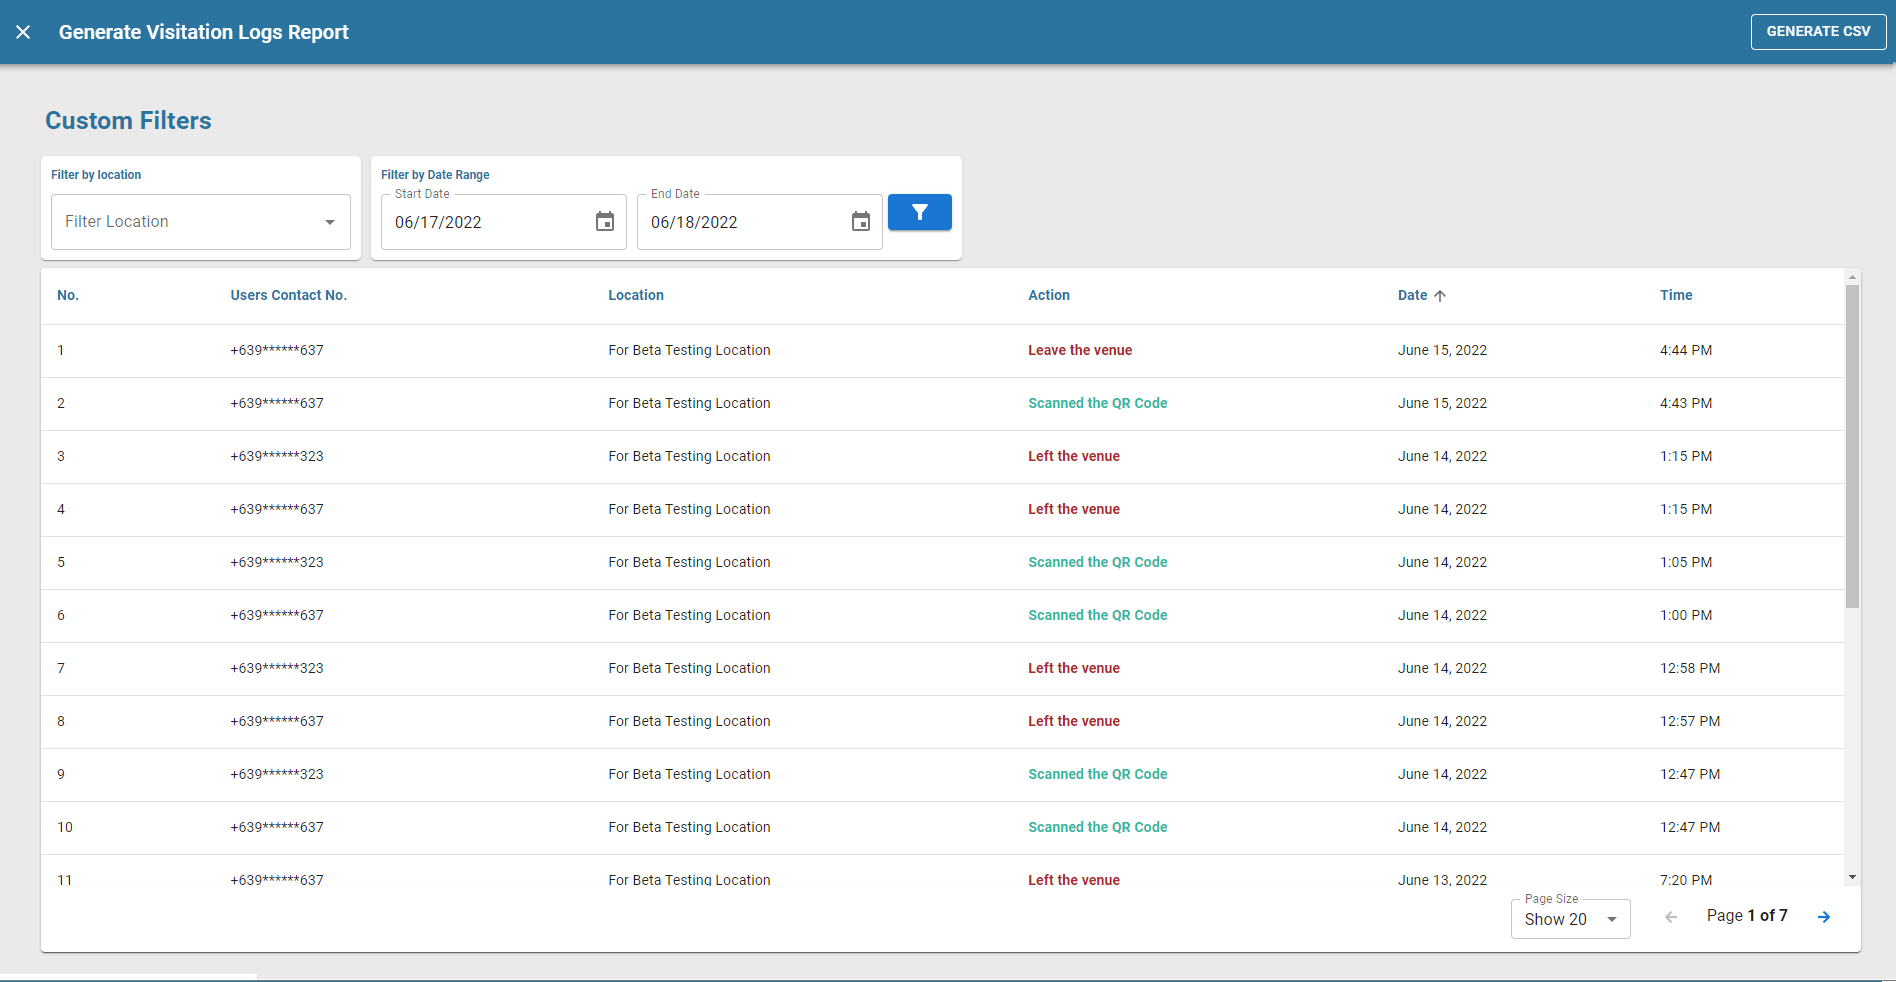 Generate Visitation Logs Report
GENERATE CSV
Custom Filters
Filter by location
Filter Location
Filter by Date Range
Start Date
06/17/2022
End Date
06/18/2022
No. Users Contact No. Location Action Date Time
1 +639******637 For Beta Testing Location Leave the venue June 15, 2022 4:44 PM
2 +639******637 For Beta Testing Location Scanned the QR Code June 15, 2022 4:43 PM
3 +639******323 For Beta Testing Location Left the venue June 14, 2022 1:15 PM
4 +639******637 For Beta Testing Location Left the venue June 14, 2022 1:15 PM
5 +639******323 For Beta Testing Location Scanned the QR Code June 14, 2022 1:05 PM
6 +639******637 For Beta Testing Location Scanned the QR Code June 14, 2022 1:00 PM
7 +639******323 For Beta Testing Location Left the venue June 14, 2022 12:58 PM
8 +639******637 For Beta Testing Location Left the venue June 14, 2022 12:57 PM
9 +639******323 For Beta Testing Location Scanned the QR Code June 14, 2022 12:47 PM
10 +639******637 For Beta Testing Location Scanned the QR Code June 14, 2022 12:47 PM
11 +639******637 For Beta Testing Location Left the venue June 13, 2022 7:20 PM
Page Size
Show 20
Page 1 of 7